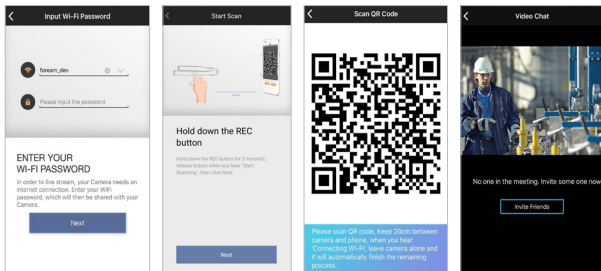 Input Wi-Fi Password
foream_dev
Please input the password
ENTER YOUR
WI-FI PASSWORD
In order to live stream, your Camera needs an
internet connection. Enter your WiFi
password, which will then be shared with your
Camera.
Next
Start Scan
Hold down the REC
button
Hold down the REC button for 2 seconds,
release button when you hear "Start
Scanning", then click Next.
Next
Scan QR Code
Please scan QR code, Keep 20cm between
camera and phone, when you hear
'Connecting Wi-Fi', leave camera alone and
it will automatically finish the remaining
process.
Video Chat
No one in the meeting. Invite some one now
Invite Friends